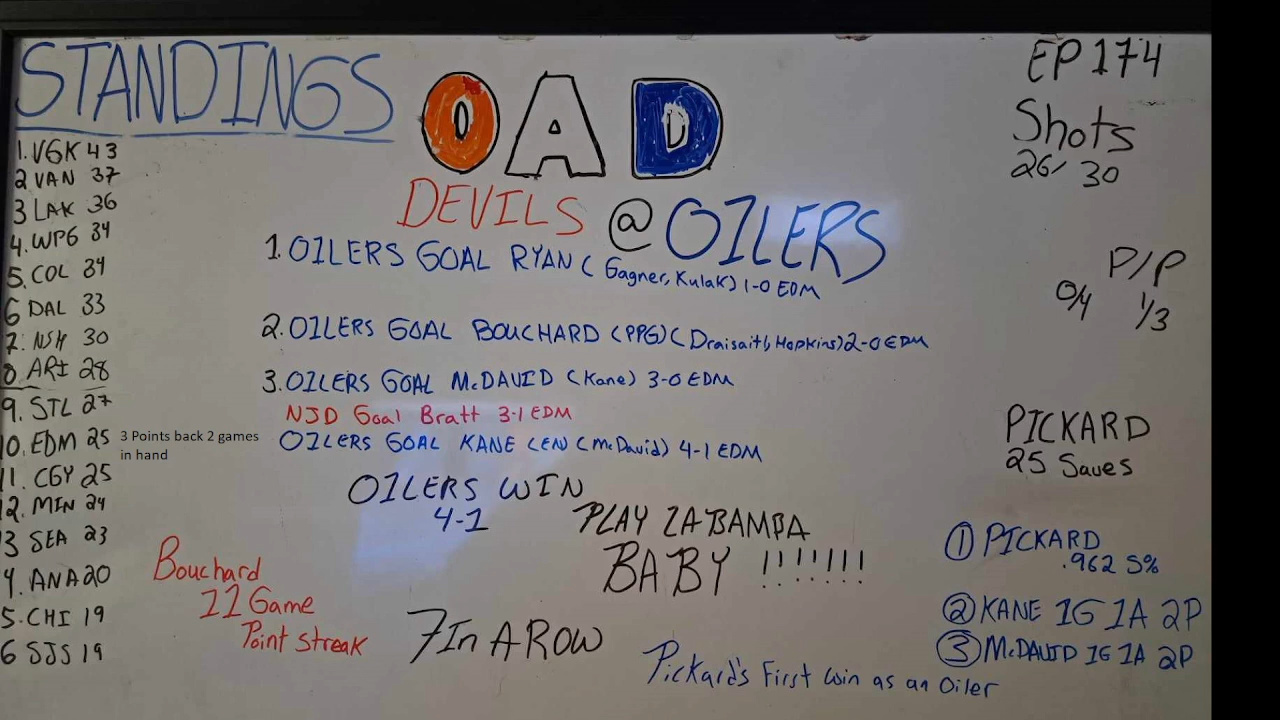 STANDINGS
1. VGK 43
2 VAN 37
3 LAK 36
4. WPG 34
5. COL 34
6 DAL 33
7. NSH 30
8 ARI 28
9. STL 27
10. EDM 25 3 Points back 2 games
in hand
11. CGY 25
12. MIN 24
3 SEA 23
4. ANA 20
5. CHI 19
6 SJS 19
OAD
DEVILS @ OILERS
1. OILERS GOAL RYAN (Gagner, Kulak) 1-0 EDM
2. OILERS GOAL BOUCHARD (PPG) (Draisaitl, Hopkins) 2-0 EDM
3. OILERS GOAL McDAVID (Kane) 3-0 EDM
NJD Goal Bratt 3-1 EDM
OILERS GOAL KANE (EN (McDavid) 4-1 EDM
OILERS WIN
4-1
PLAY LA BAMBA
BABY !!!!!!!
Bouchard
11 Game
Point streak
7 In A ROW
Pickard's First win as an Oiler
EP 174
Shots
26/ 30
P/P
0/4 1/3
PICKARD
25 Saves
1 PICKARD
.962 S%
2 KANE 1G 1A 2P
3 McDAVID 1G 1A 2P